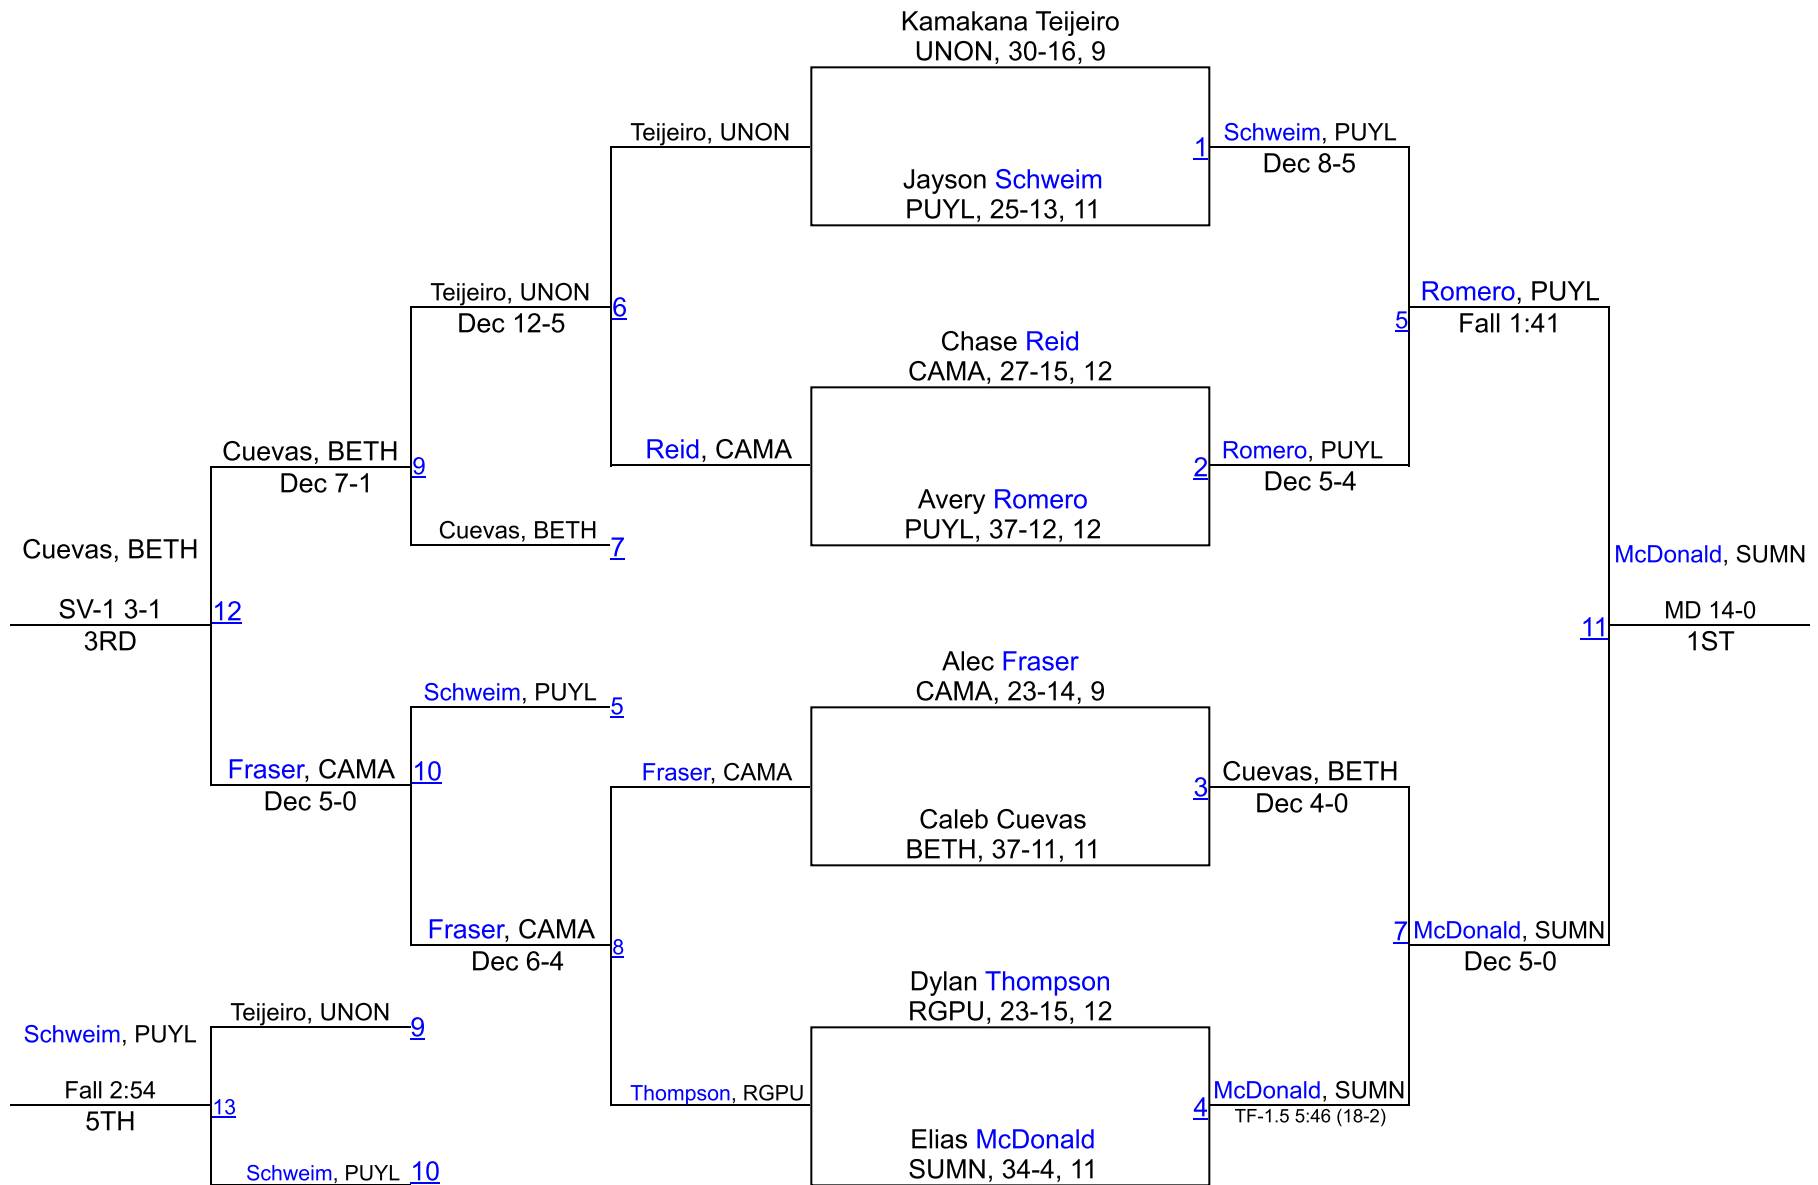 Kamakana Teijeiro
UNON, 30-16, 9
Teijeiro, UNON
1
Schweim, PUYL
Dec 8-5
Jayson Schweim
PUYL, 25-13, 11
Teijeiro, UNON
Dec 12-5
6
Romero, PUYL
Fall 1:41
5
Chase Reid
CAMA, 27-15, 12
Cuevas, BETH
Dec 7-1
9
Reid, CAMA
2
Romero, PUYL
Dec 5-4
Avery Romero
PUYL, 37-12, 12
Cuevas, BETH
7
Cuevas, BETH
SV-1 3-1
3RD
12
McDonald, SUMN
MD 14-0
1ST
11
Alec Fraser
CAMA, 23-14, 9
Schweim, PUYL
5
Fraser, CAMA
Dec 5-0
10
Fraser, CAMA
3
Cuevas, BETH
Dec 4-0
Caleb Cuevas
BETH, 37-11, 11
Fraser, CAMA
Dec 6-4
8
7
McDonald, SUMN
Dec 5-0
Dylan Thompson
RGPU, 23-15, 12
Teijeiro, UNON
9
Schweim, PUYL
Fall 2:54
5TH
13
Thompson, RGPU
4
McDonald, SUMN
TF-1.5 5:46 (18-2)
Elias McDonald
SUMN, 34-4, 11
Schweim, PUYL
10